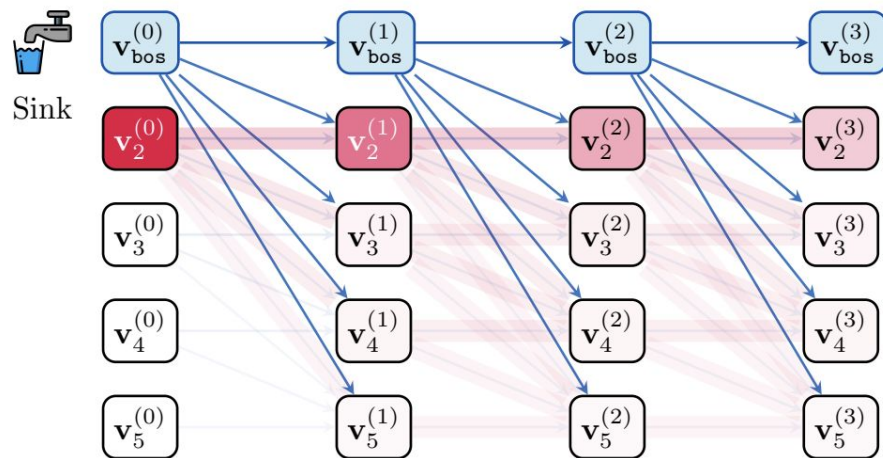 v_bos^(0) v_bos^(1) v_bos^(2) v_bos^(3)
Sink
v_2^(0) v_2^(1) v_2^(2) v_2^(3)
v_3^(0) v_3^(1) v_3^(2) v_3^(3)
v_4^(0) v_4^(1) v_4^(2) v_4^(3)
v_5^(0) v_5^(1) v_5^(2) v_5^(3)